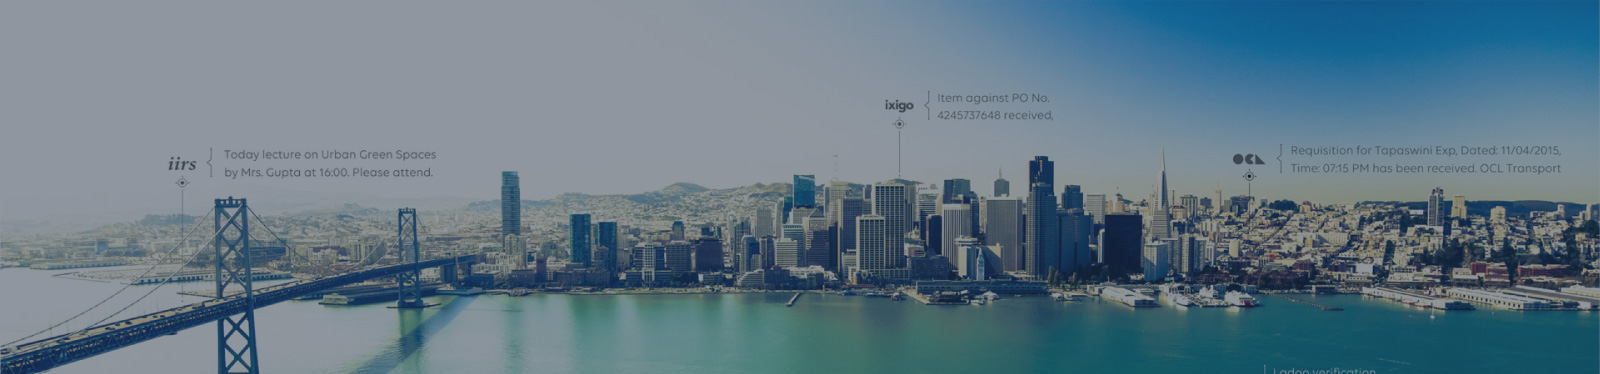 ixigo
Item against PO No.
4245737648 received,
iirs
Today lecture on Urban Green Spaces
by Mrs. Gupta at 16:00. Please attend.
OCL
Requisition for Tapaswini Exp, Dated: 11/04/2015,
Time: 07:15 PM has been received. OCL Transport
Ladoo verification